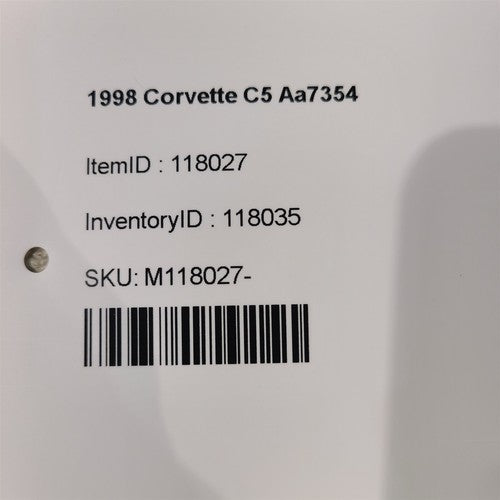 1998 Corvette C5 Aa7354
ItemID : 118027
InventoryID : 118035
SKU: M118027-